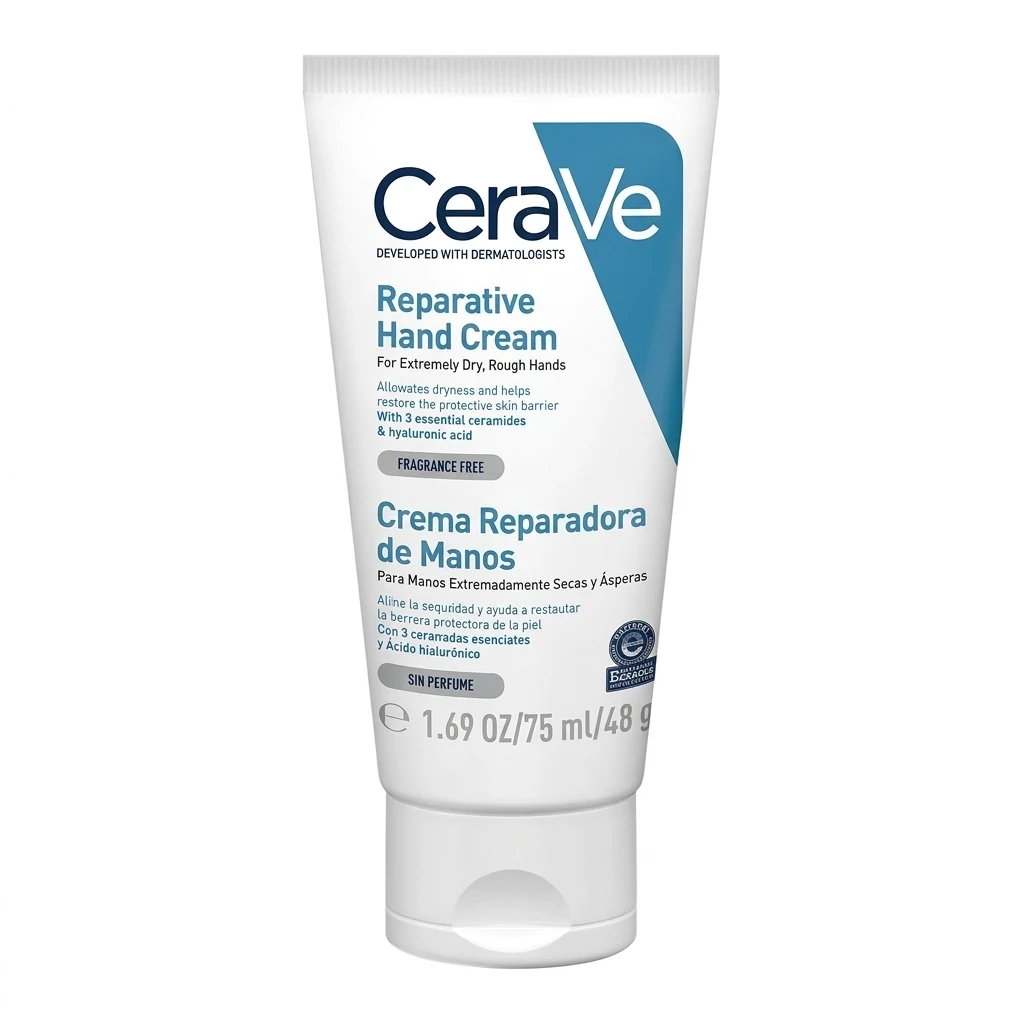 CeraVe
DEVELOPED WITH DERMATOLOGISTS
Reparative
Hand Cream
For Extremely Dry, Rough Hands
Allowates dryness and helps
restore the protective skin barrier
With 3 essential ceramides
& hyaluronic acid
FRAGRANCE FREE
Crema Reparadora
de Manos
Para Manos Extremadamente Secas y Ásperas
la sequridad y ayuda a restautar
la berrera protectora de la piel
Con 3 ceramadas esenciates
y Ácido hialurônico
SIN PERFUME
℮ 1.69 OZ/75 ml/48 g